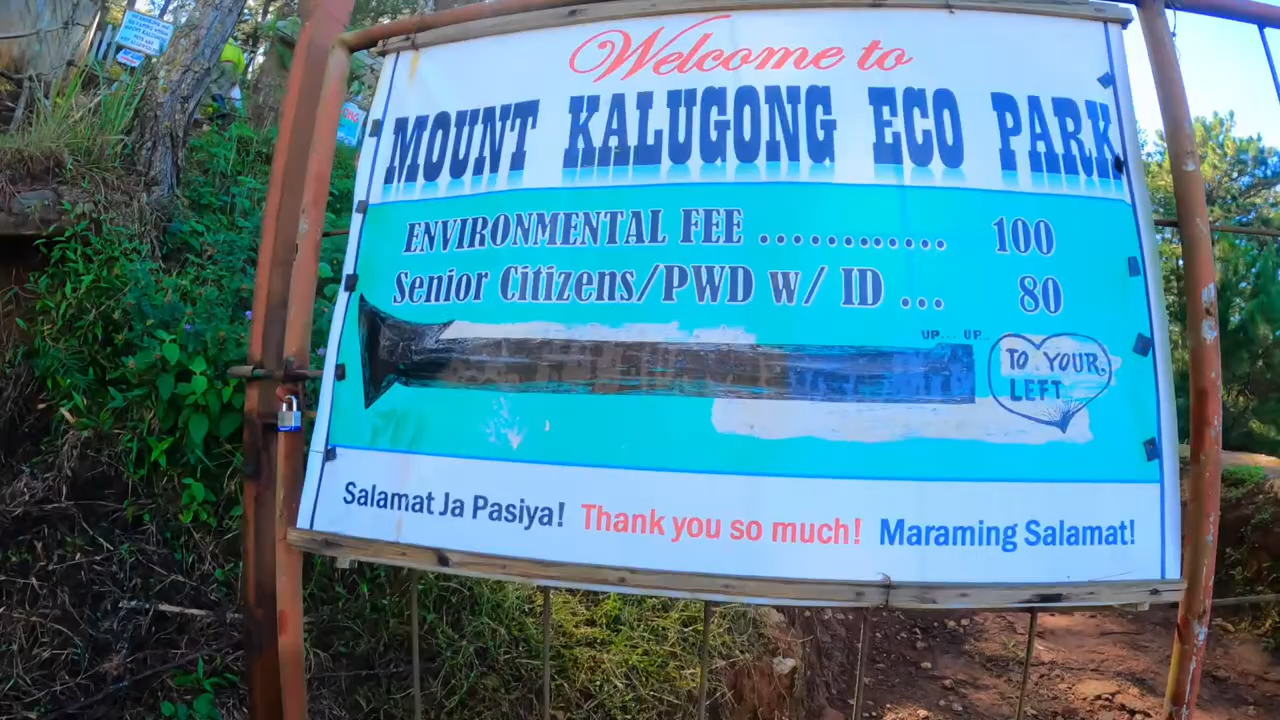 Welcome to
MOUNT KALUGONG ECO PARK
ENVIRONMENTAL FEE ............ 100
Senior Citizens/PWD w/ ID ... 80
UP... UP..
TO YOUR
LEFT
Salamat Ja Pasiya! Thank you so much! Maraming Salamat!